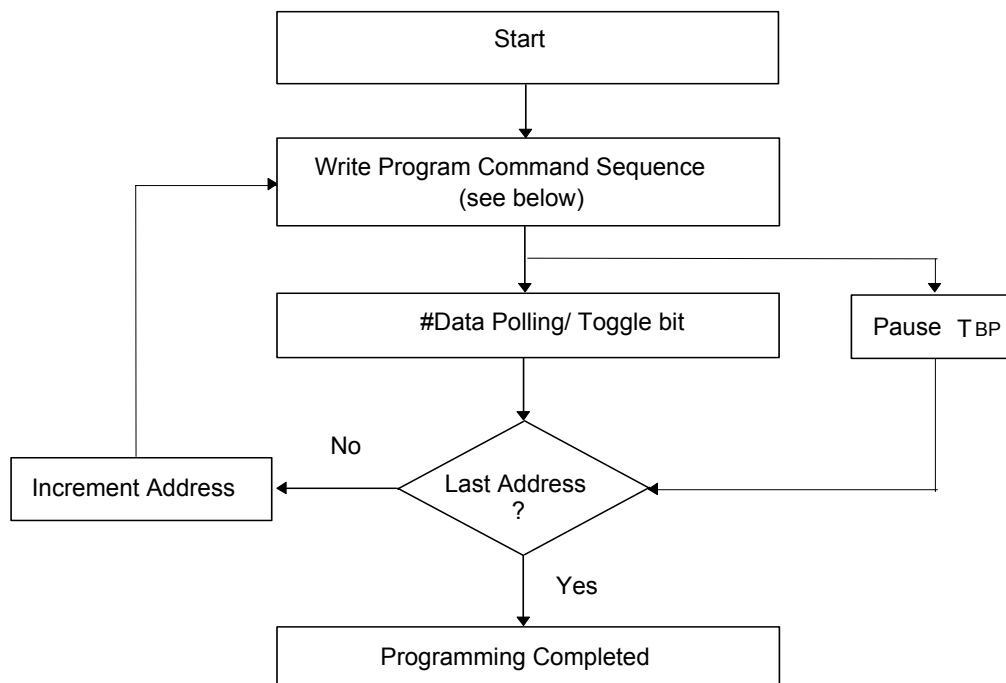 Start
Write Program Command Sequence
(see below)
#Data Polling/ Toggle bit
Pause TBP
No
Increment Address
Last Address
?
Yes
Programming Completed